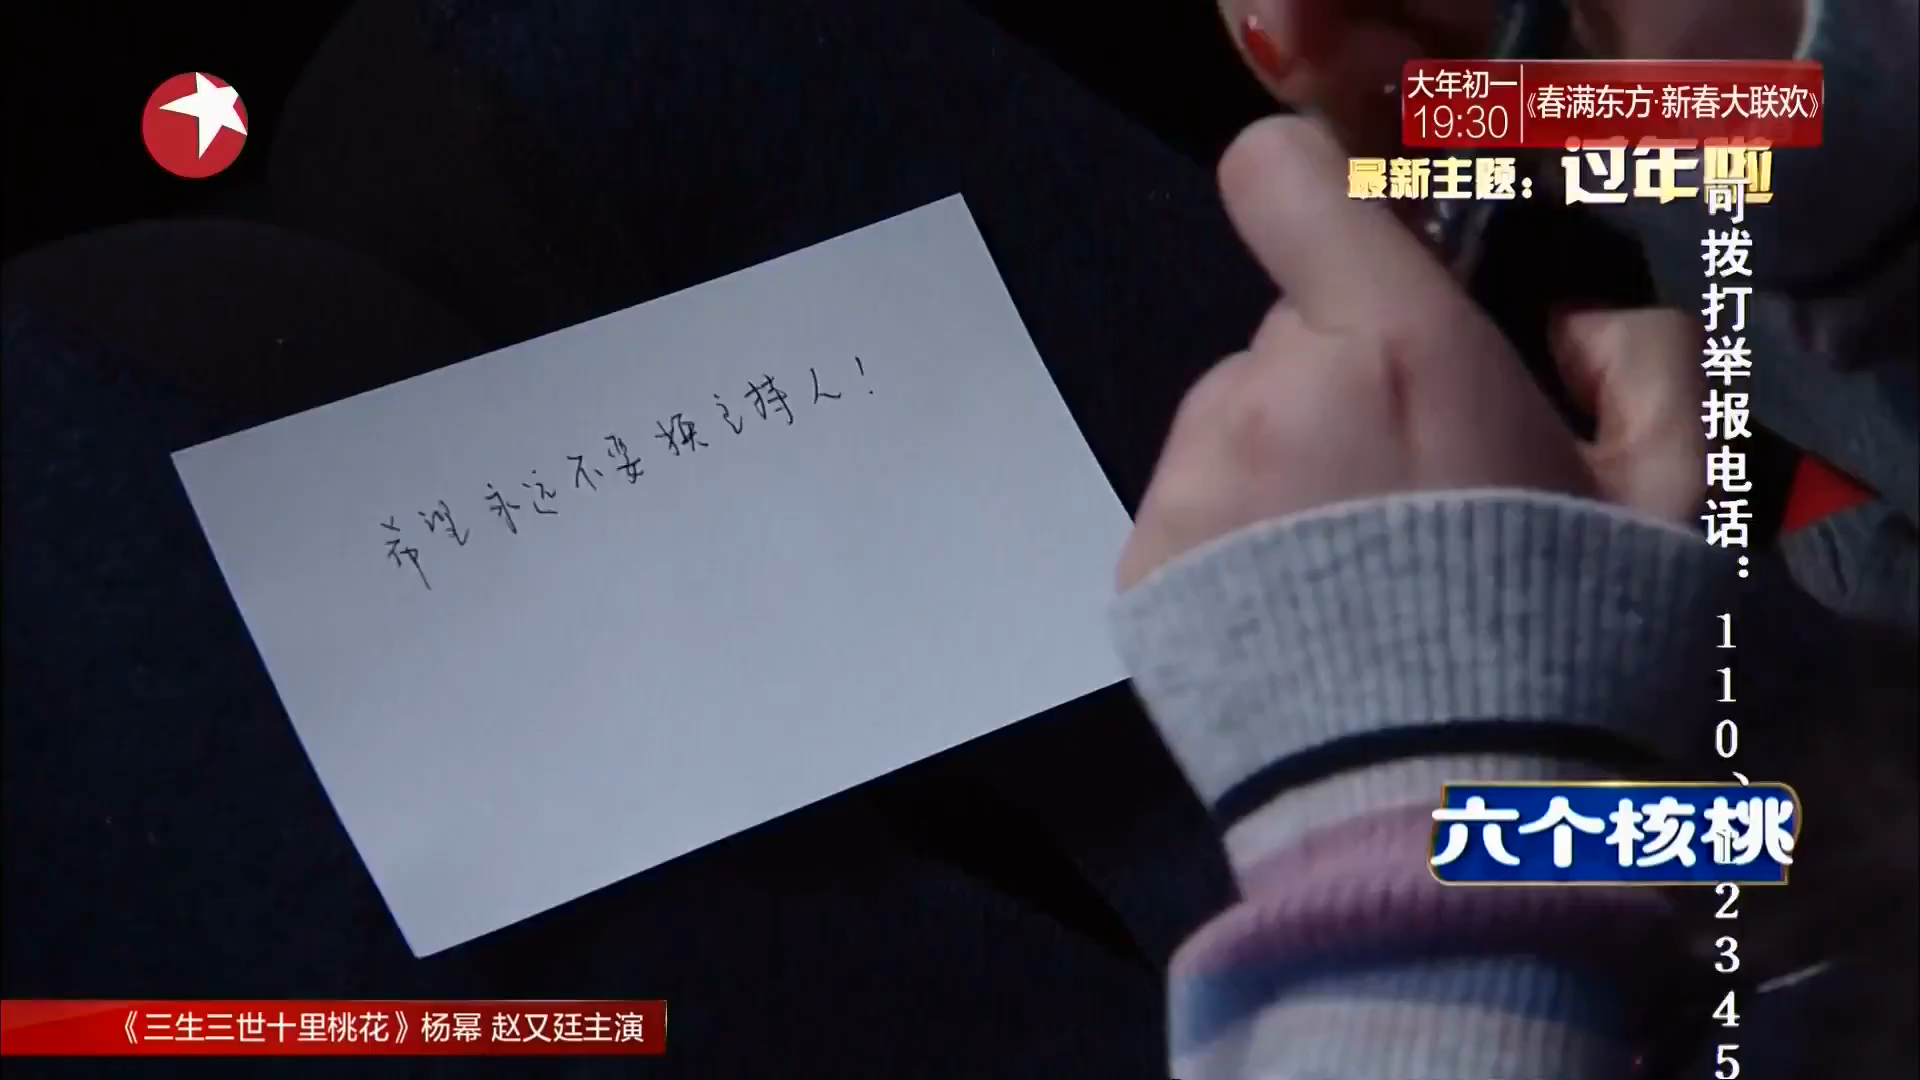 大年初一
19:30
《春满东方·新春大联欢》
最新主题：过年啦
希望永远不要换主持人！
可拨打举报电话：110、12345
六个核桃
《三生三世十里桃花》杨幂 赵又廷主演